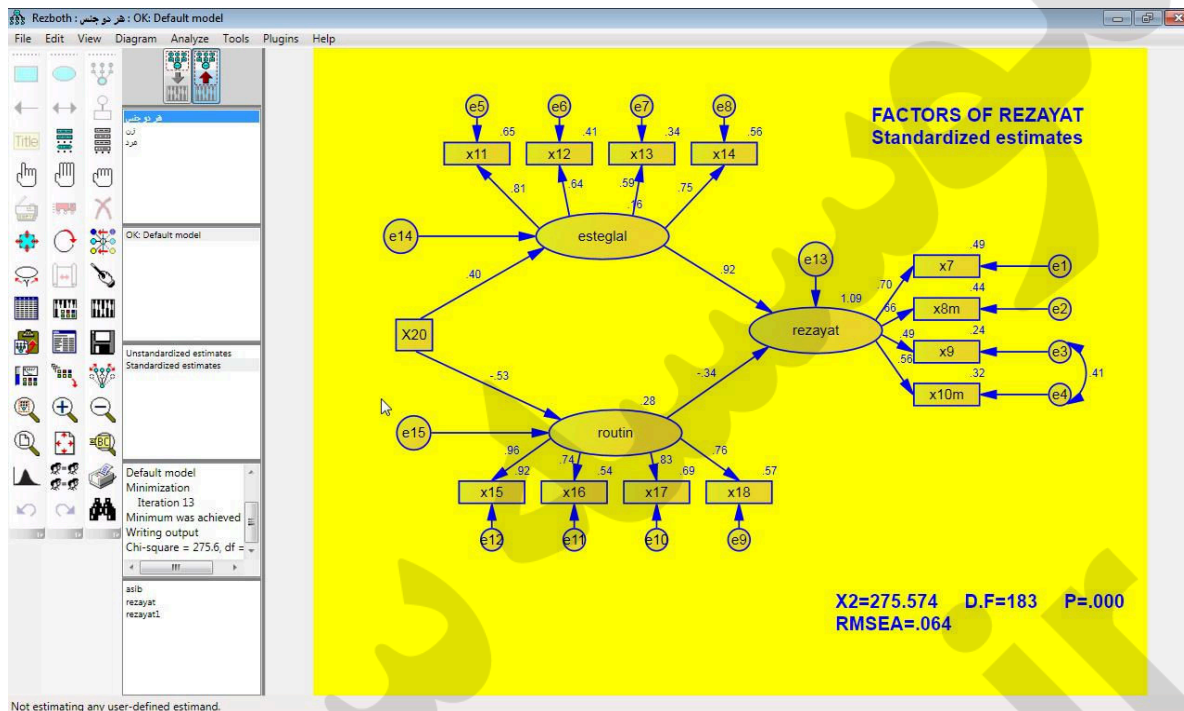 Rezboth : هر دو جنس : OK: Default model
File Edit View Diagram Analyze Tools Plugins Help
Title
هر دو جنس
زن
مرد
OK: Default model
Unstandardized estimates
Standardized estimates
Default model
Minimization
Iteration 13
Minimum was achieved
Writing output
Chi-square = 275.6, df =
aslb
rezayat
rezayat1
FACTORS OF REZAYAT
Standardized estimates
e5 e6 e7 e8
.65 .41 .34 .56
x11 x12 x13 x14
.81 .64 .59 .75
.16
e14 esteglal
.40 .92
e13
1.09
rezayat
.49
.70 x7 e1
.44
.66 x8m e2
.24
.49 x9 e3
.41
.32
.56 x10m e4
X20
-.53 -.34
.28
e15 routin
.96 .74 .83 .76
.92 .54 .69 .57
x15 x16 x17 x18
e12 e11 e10 e9
X2=275.574 D.F=183 P=.000
RMSEA=.064
Not estimating any user-defined estimand.